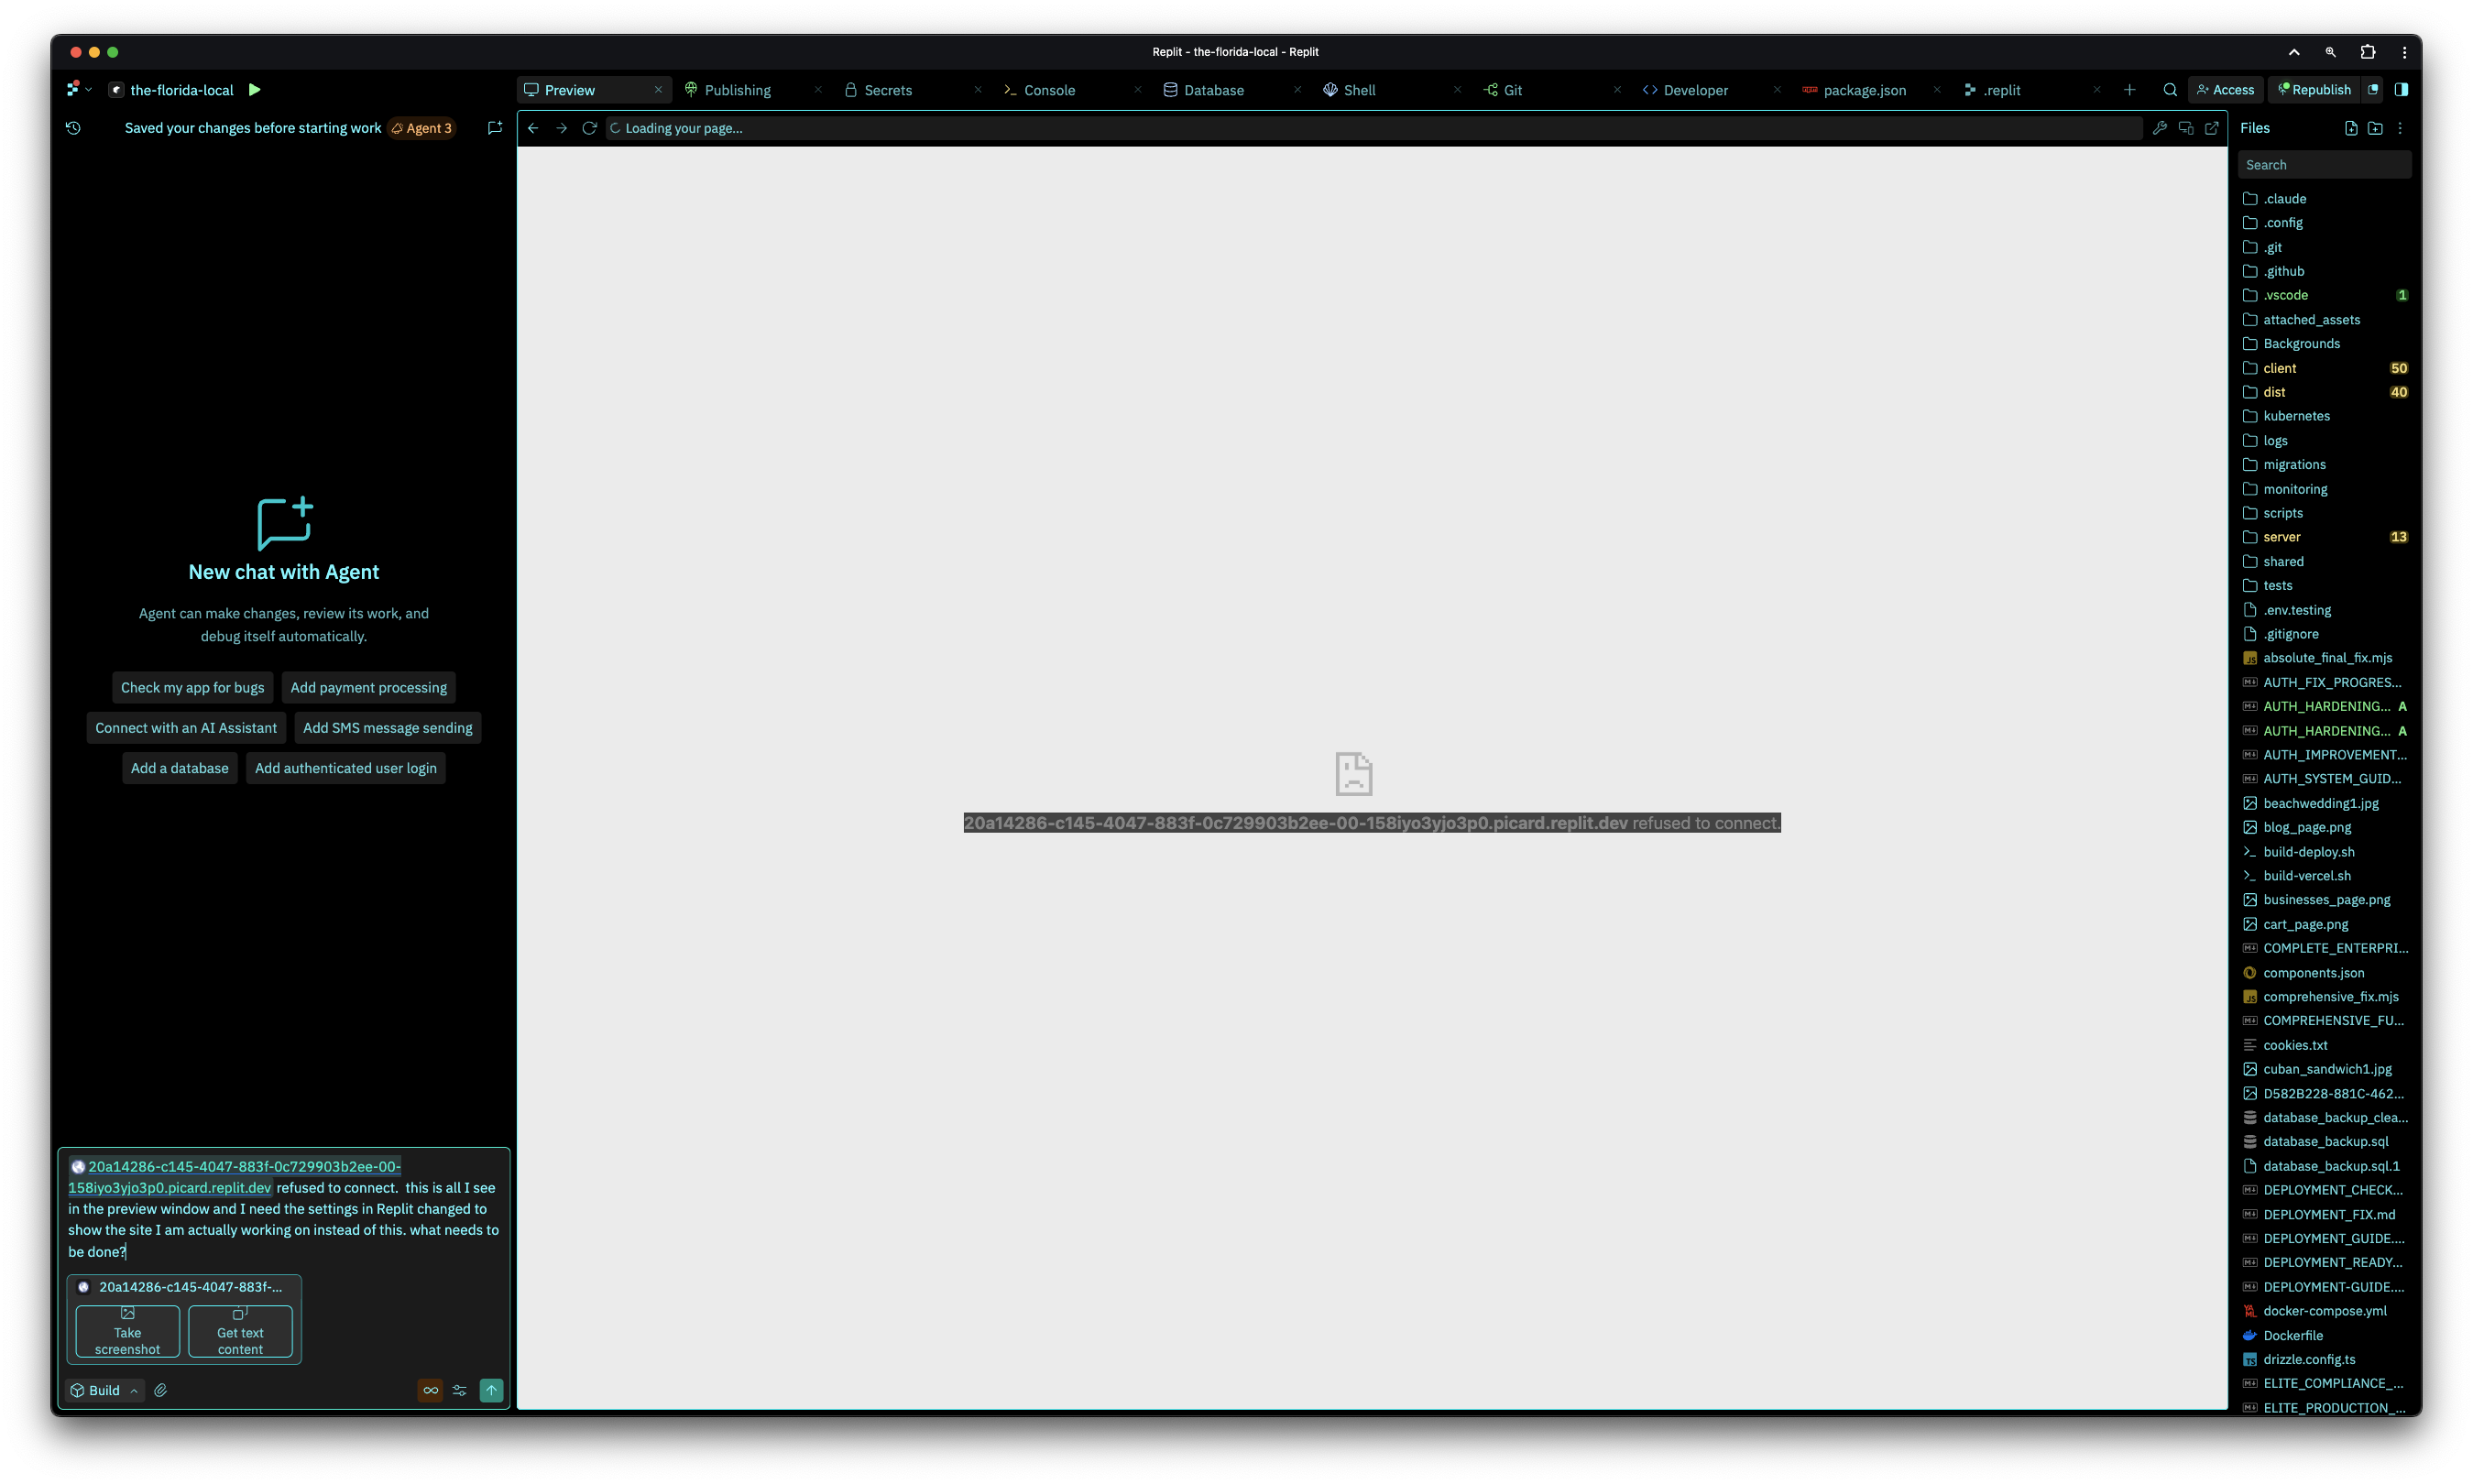 Replit - the-florida-local - Replit
the-florida-local
Preview
Publishing
Secrets
Console
Database
Shell
Git
Developer
package.json
.replit
Access
Republish
Saved your changes before starting work
Agent 3
Loading your page...
New chat with Agent
Agent can make changes, review its work, and
debug itself automatically.
Check my app for bugs
Add payment processing
Connect with an AI Assistant
Add SMS message sending
Add a database
Add authenticated user login
20a14286-c145-4047-883f-0c729903b2ee-00-
158iyo3yjo3p0.picard.replit.dev refused to connect.  this is all I see
in the preview window and I need the settings in Replit changed to
show the site I am actually working on instead of this. what needs to
be done?
20a14286-c145-4047-883f-...
Take
screenshot
Get text
content
Build
20a14286-c145-4047-883f-0c729903b2ee-00-158iyo3yjo3p0.picard.replit.dev refused to connect.
Files
Search
.claude
.config
.git
.github
.vscode 1
attached_assets
Backgrounds
client 50
dist 40
kubernetes
logs
migrations
monitoring
scripts
server 13
shared
tests
.env.testing
.gitignore
absolute_final_fix.mjs
AUTH_FIX_PROGRES...
AUTH_HARDENING... A
AUTH_HARDENING... A
AUTH_IMPROVEMENT...
AUTH_SYSTEM_GUID...
beachwedding1.jpg
blog_page.png
build-deploy.sh
build-vercel.sh
businesses_page.png
cart_page.png
COMPLETE_ENTERPRI...
components.json
comprehensive_fix.mjs
COMPREHENSIVE_FU...
cookies.txt
cuban_sandwich1.jpg
D582B228-881C-462...
database_backup_clea...
database_backup.sql
database_backup.sql.1
DEPLOYMENT_CHECK...
DEPLOYMENT_FIX.md
DEPLOYMENT_GUIDE....
DEPLOYMENT_READY...
DEPLOYMENT-GUIDE....
docker-compose.yml
Dockerfile
drizzle.config.ts
ELITE_COMPLIANCE_...
ELITE_PRODUCTION_...